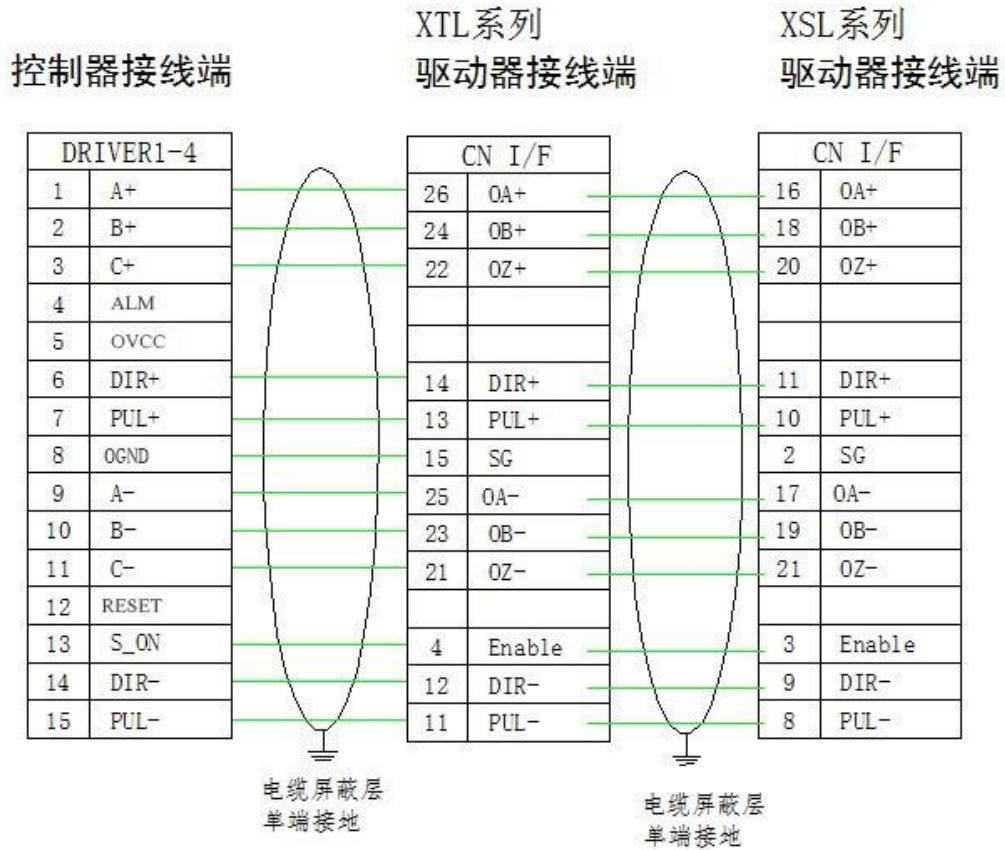 XTL系列 XSL系列
控制器接线端 驱动器接线端 驱动器接线端
DRIVER1-4 CN I/F CN I/F
1 A+ 26 OA+ 16 OA+
2 B+ 24 OB+ 18 OB+
3 C+ 22 OZ+ 20 OZ+
4 ALM
5 OVCC
6 DIR+ 14 DIR+ 11 DIR+
7 PUL+ 13 PUL+ 10 PUL+
8 OGND 15 SG 2 SG
9 A- 25 OA- 17 OA-
10 B- 23 OB- 19 OB-
11 C- 21 OZ- 21 OZ-
12 RESET
13 S_ON 4 Enable 3 Enable
14 DIR- 12 DIR- 9 DIR-
15 PUL- 11 PUL- 8 PUL-
电缆屏蔽层 电缆屏蔽层
单端接地 单端接地